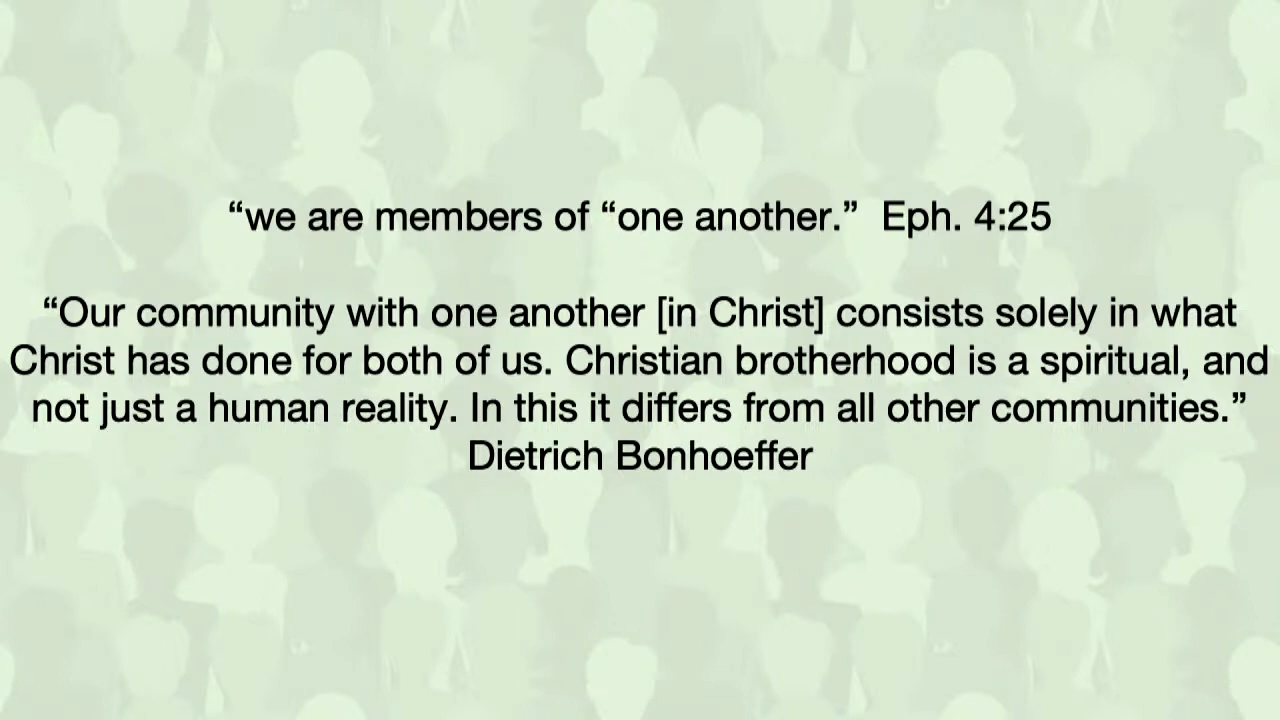 “we are members of “one another.”  Eph. 4:25
“Our community with one another [in Christ] consists solely in what
Christ has done for both of us. Christian brotherhood is a spiritual, and
not just a human reality. In this it differs from all other communities.”
Dietrich Bonhoeffer